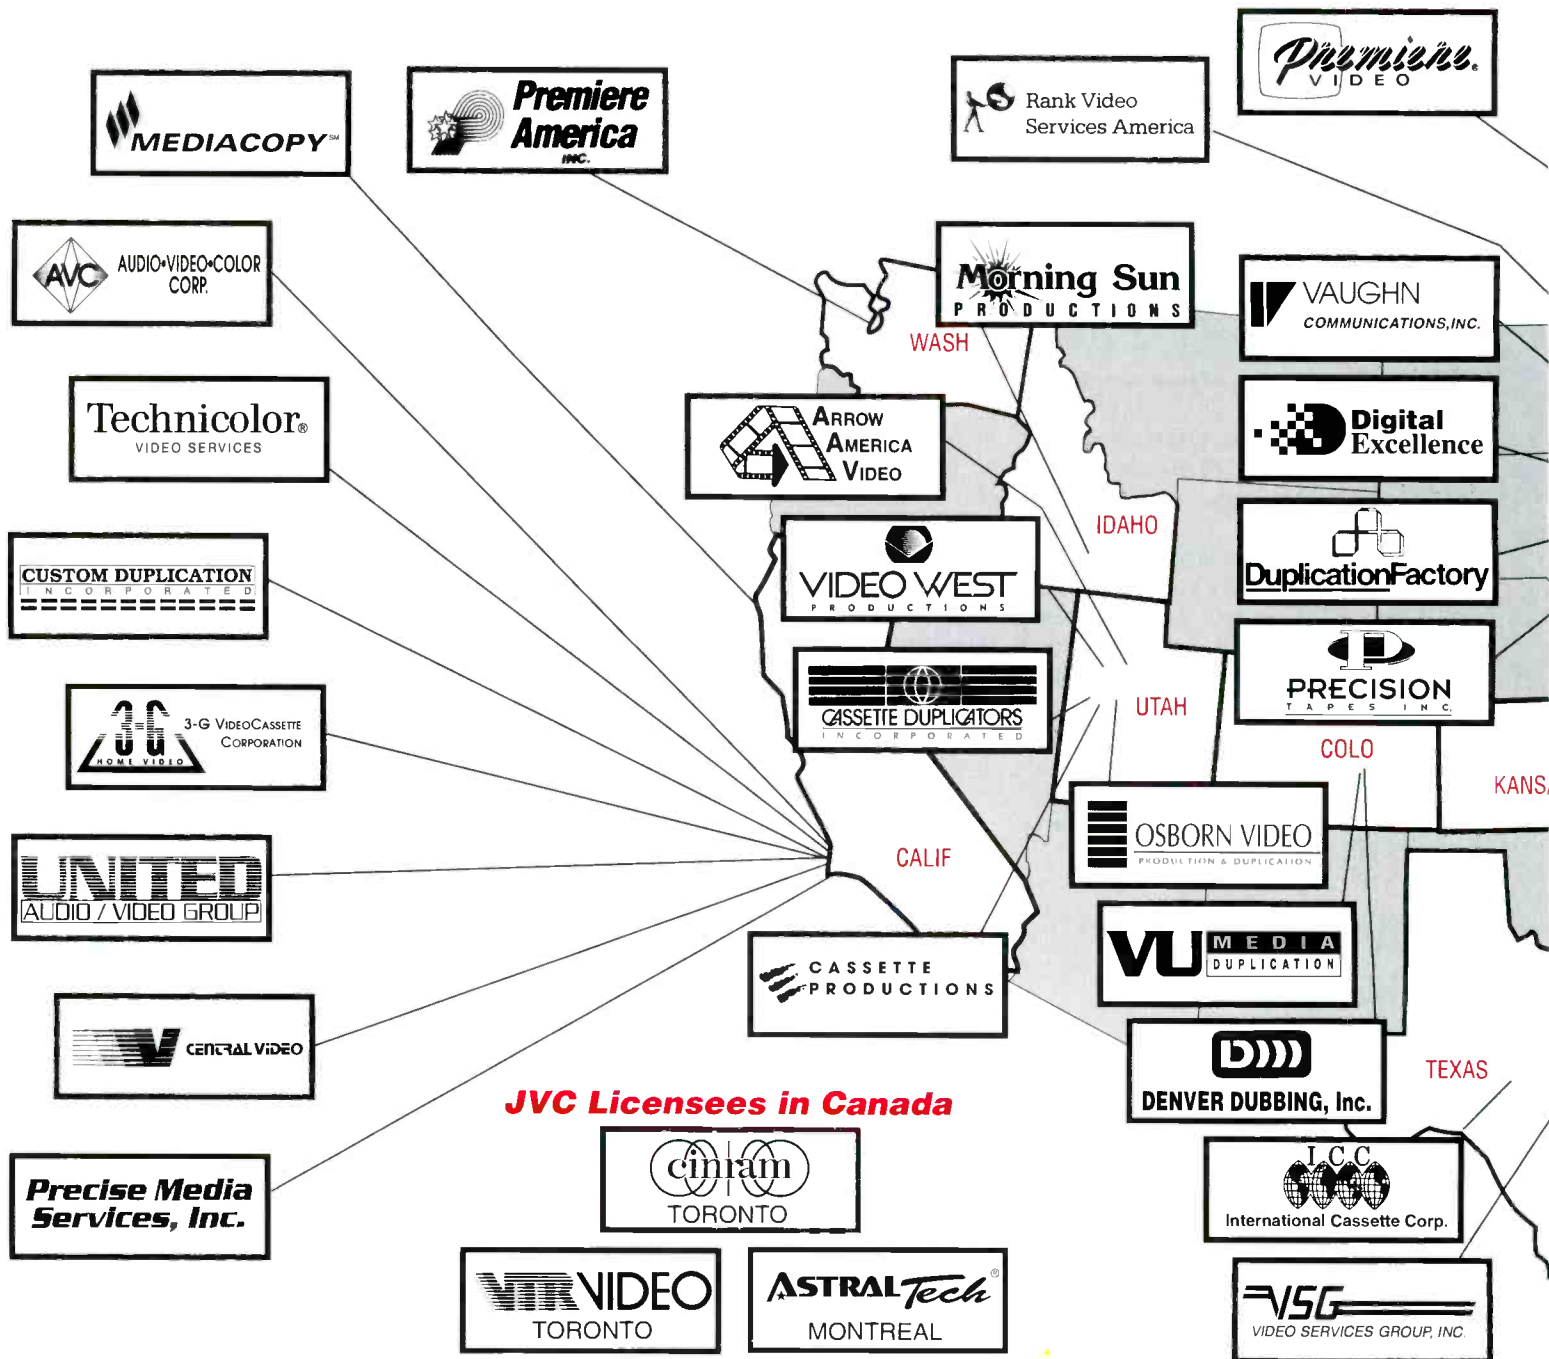 MEDIACOPY℠
Premiere
America
INC.
Rank Video
Services America
Premiere®
VIDEO
AVC
AUDIO•VIDEO•COLOR
CORP.
Morning Sun
PRODUCTIONS
VAUGHN
COMMUNICATIONS, INC.
WASH
Technicolor®
VIDEO SERVICES
ARROW
AMERICA
VIDEO
Digital
Excellence
IDAHO
CUSTOM DUPLICATION
INCORPORATED
VIDEO WEST
PRODUCTIONS
DuplicationFactory
3-G
HOME VIDEO
3-G VIDEOCASSETTE
CORPORATION
CASSETTE DUPLICATORS
INCORPORATED
UTAH
PRECISION
TAPES INC.
COLO
KANS
UNITED
AUDIO / VIDEO GROUP
CALIF
OSBORN VIDEO
PRODUCTION & DUPLICATION
CASSETTE
PRODUCTIONS
VU MEDIA
DUPLICATION
CENTRAL VIDEO
DENVER DUBBING, Inc.
TEXAS
JVC Licensees in Canada
cinram
TORONTO
Precise Media
Services, Inc.
ICC
International Cassette Corp.
VTR VIDEO
TORONTO
ASTRAL Tech®
MONTREAL
VSG
VIDEO SERVICES GROUP, INC.